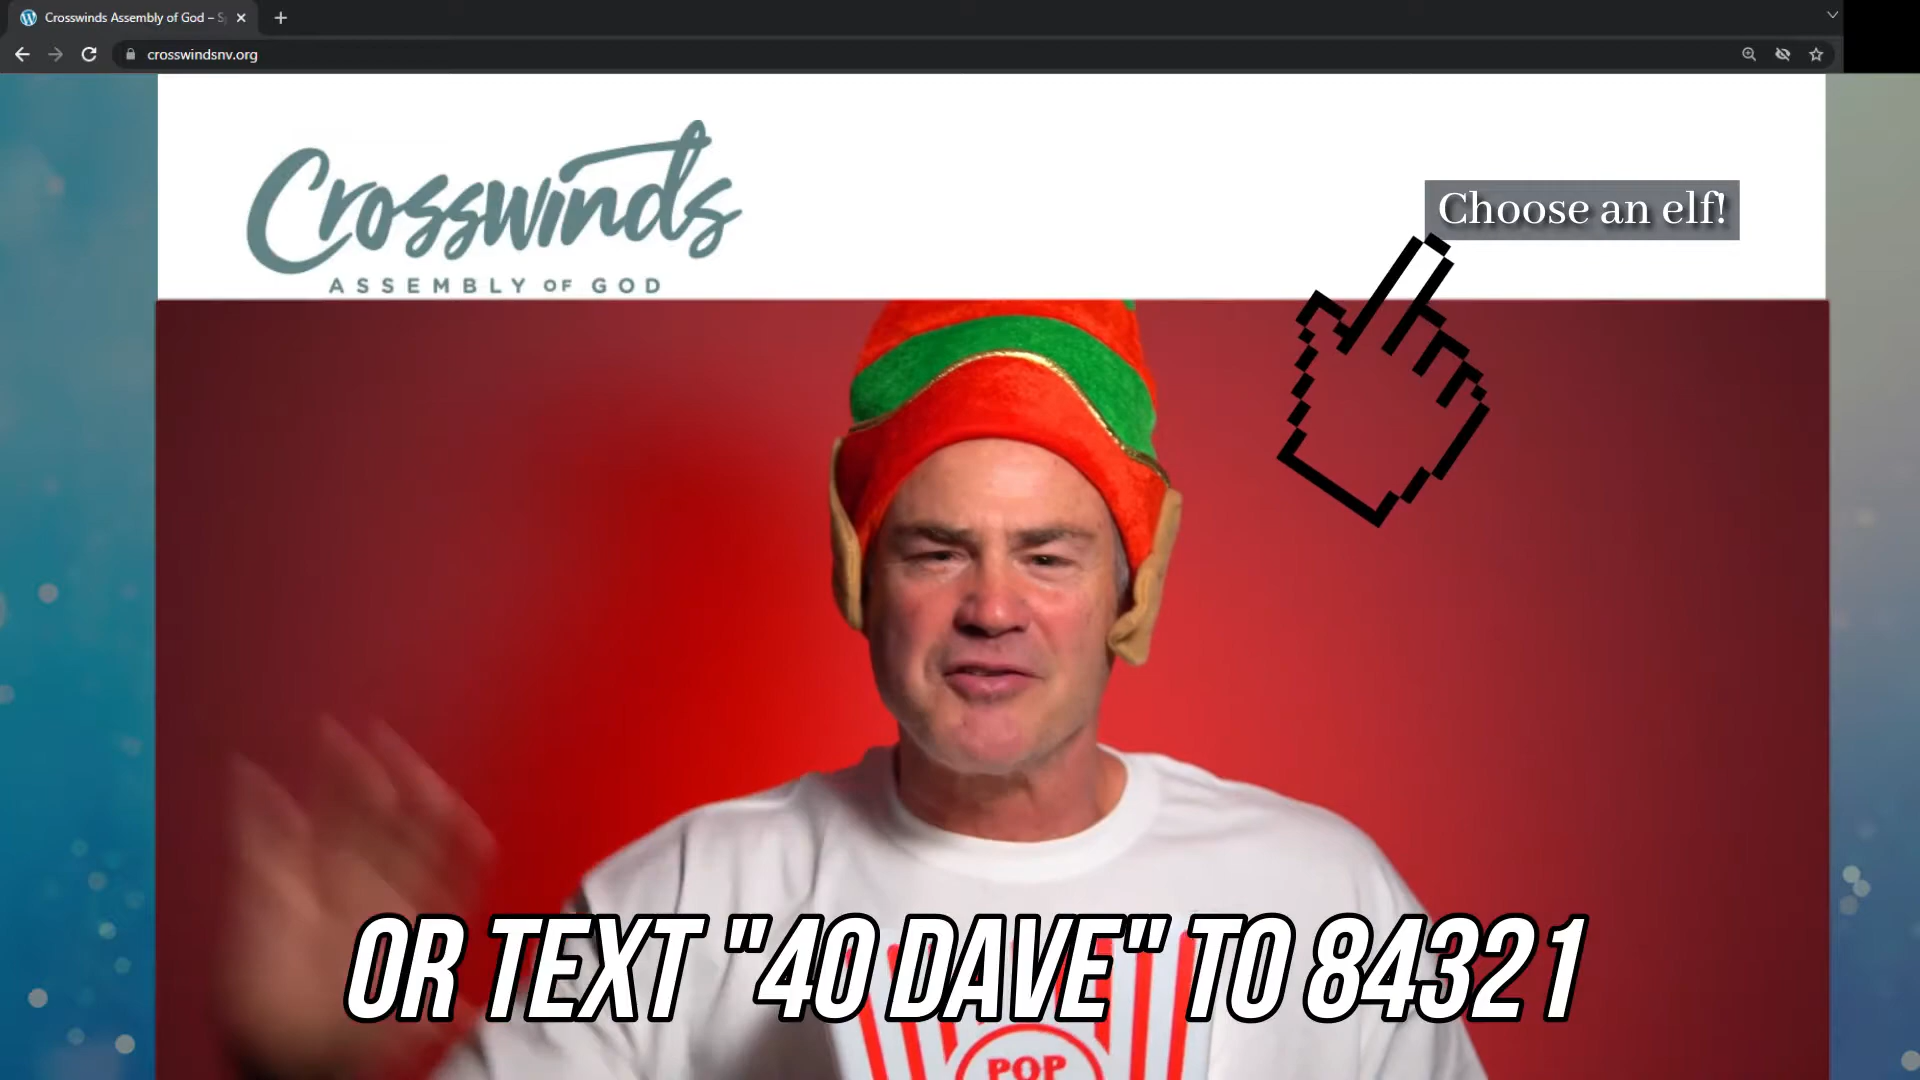 Crosswinds Assembly of God – S
crosswindsnv.org
Crosswinds
ASSEMBLY OF GOD
Choose an elf!
OR TEXT "40 DAVE" TO 84321
POP